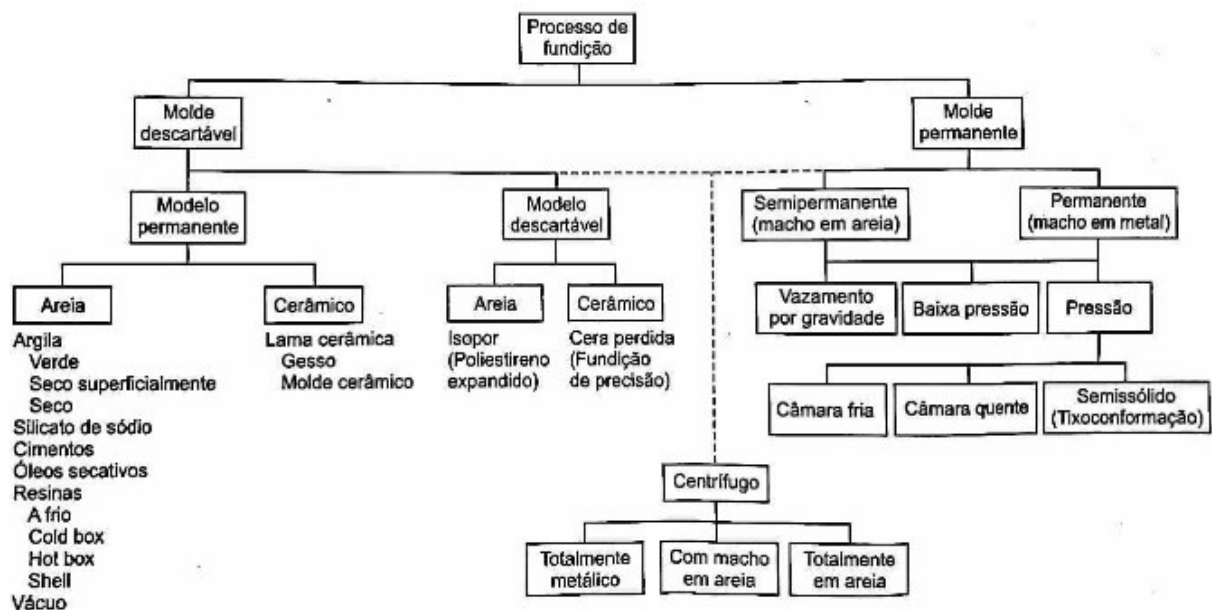 Processo de
fundição
Molde
descartável
Molde
permanente
Modelo
permanente
Modelo
descartável
Semipermanente
(macho em areia)
Permanente
(macho em metal)
Areia
Cerâmico
Areia
Cerâmico
Vazamento
por gravidade
Baixa pressão
Pressão
Argila
Verde
Seco superficialmente
Seco
Silicato de sódio
Cimentos
Óleos secativos
Resinas
A frio
Cold box
Hot box
Shell
Vácuo
Lama cerâmica
Gesso
Molde cerâmico
Isopor
(Poliestireno
expandido)
Cera perdida
(Fundição
de precisão)
Câmara fria
Câmara quente
Semissólido
(Tixoconformação)
Centrífugo
Totalmente
metálico
Com macho
em areia
Totalmente
em areia